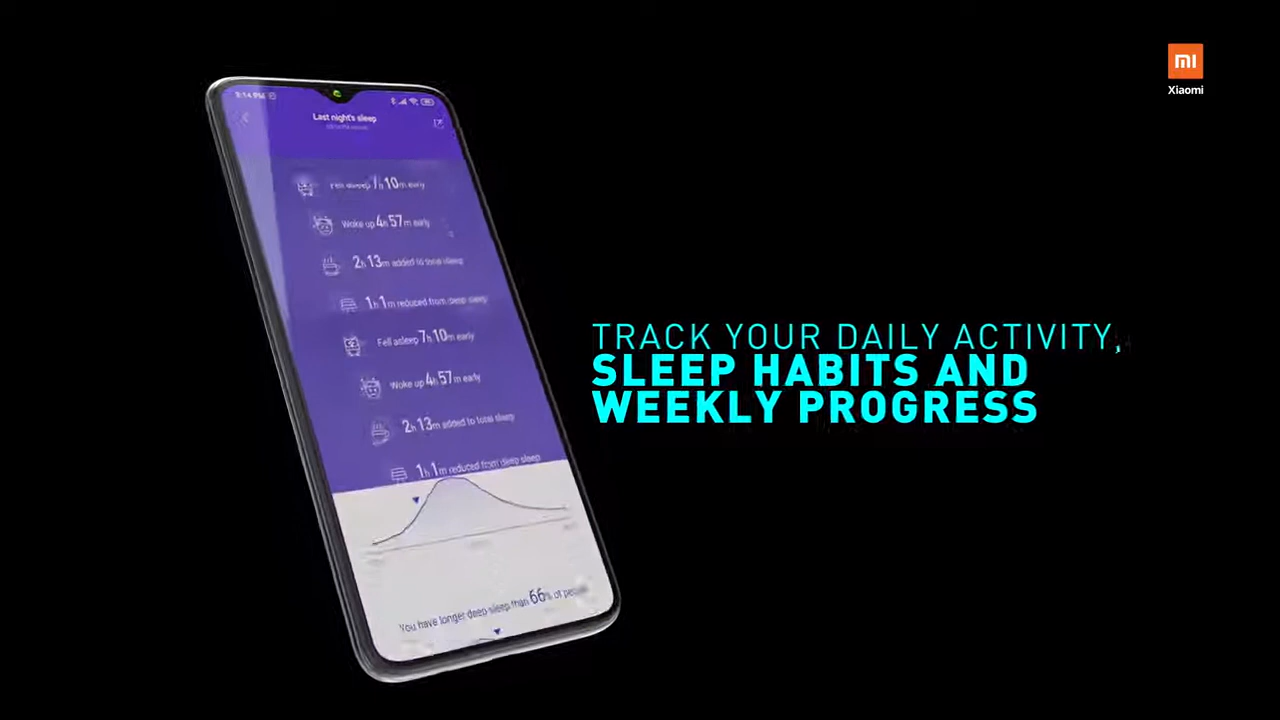 mi
Xiaomi
3:14 PM
Last night's sleep
Fell asleep 7h 10m early
Woke up 4h 57m early
2h 13m added to total sleep
1h 1m reduced from deep sleep
Fell asleep 7h 10m early
Woke up 4h 57m early
2h 13m added to total sleep
1h 1m reduced from deep sleep
You have longer deep sleep than 66% of people
TRACK YOUR DAILY ACTIVITY,
SLEEP HABITS AND
WEEKLY PROGRESS